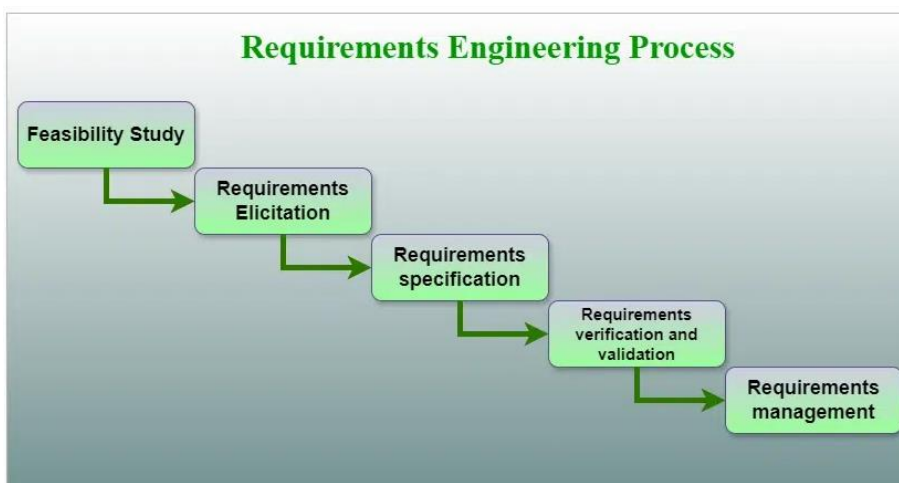 Requirements Engineering Process
Feasibility Study
Requirements
Elicitation
Requirements
specification
Requirements
verification and
validation
Requirements
management